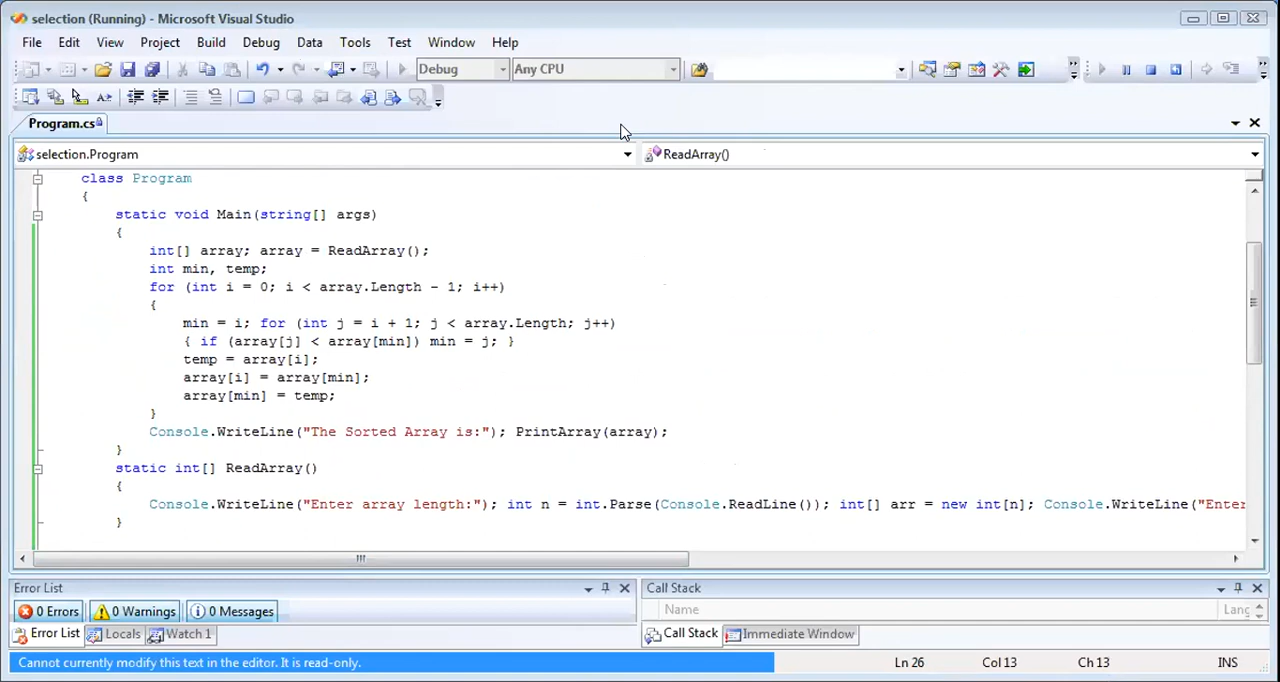 selection (Running) - Microsoft Visual Studio
File Edit View Project Build Debug Data Tools Test Window Help
Debug Any CPU
Program.cs
selection.Program ReadArray()
class Program
{
static void Main(string[] args)
{
int[] array; array = ReadArray();
int min, temp;
for (int i = 0; i < array.Length - 1; i++)
{
min = i; for (int j = i + 1; j < array.Length; j++)
{ if (array[j] < array[min]) min = j; }
temp = array[i];
array[i] = array[min];
array[min] = temp;
}
Console.WriteLine("The Sorted Array is:"); PrintArray(array);
}
static int[] ReadArray()
{
Console.WriteLine("Enter array length:"); int n = int.Parse(Console.ReadLine()); int[] arr = new int[n]; Console.WriteLine("Enter
}
Error List Call Stack
0 Errors 0 Warnings 0 Messages Name Lang
Error List Locals Watch 1 Call Stack Immediate Window
Cannot currently modify this text in the editor. It is read-only. Ln 26 Col 13 Ch 13 INS